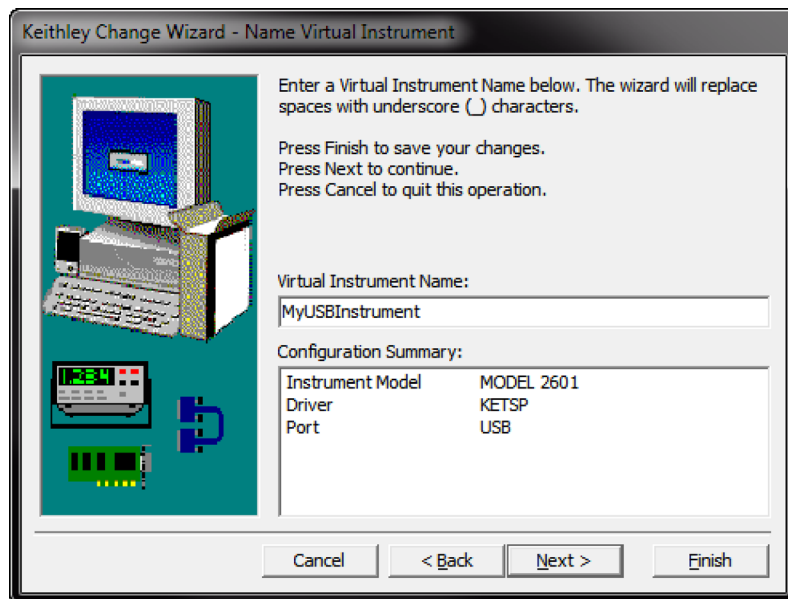 Keithley Change Wizard - Name Virtual Instrument
Enter a Virtual Instrument Name below. The wizard will replace
spaces with underscore (_) characters.
Press Finish to save your changes.
Press Next to continue.
Press Cancel to quit this operation.
Virtual Instrument Name:
MyUSBInstrument
Configuration Summary:
Instrument Model MODEL 2601
Driver KETSP
Port USB
1.234
Cancel < Back Next > Finish